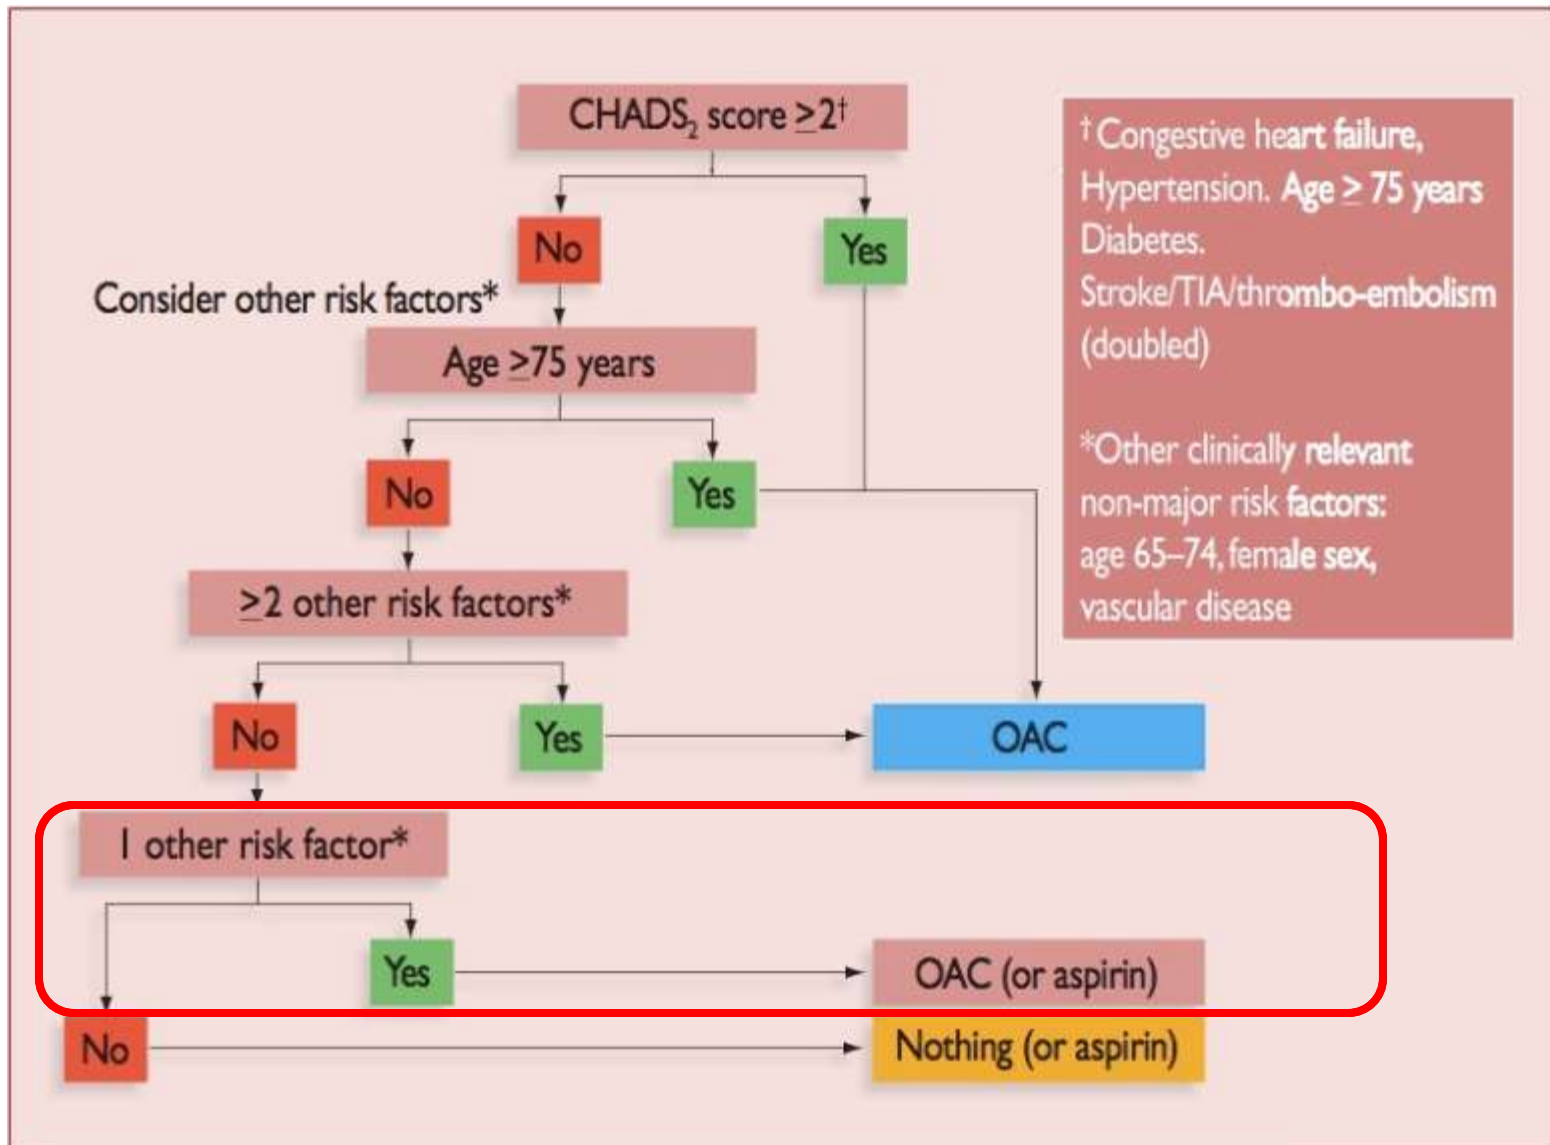 CHADS₂ score ≥2†
No
Yes
Consider other risk factors*
Age ≥75 years
No
Yes
≥2 other risk factors*
No
Yes
OAC
1 other risk factor*
Yes
OAC (or aspirin)
No
Nothing (or aspirin)
† Congestive heart failure,
Hypertension. Age ≥ 75 years
Diabetes.
Stroke/TIA/thrombo-embolism
(doubled)
*Other clinically relevant
non-major risk factors:
age 65–74, female sex,
vascular disease